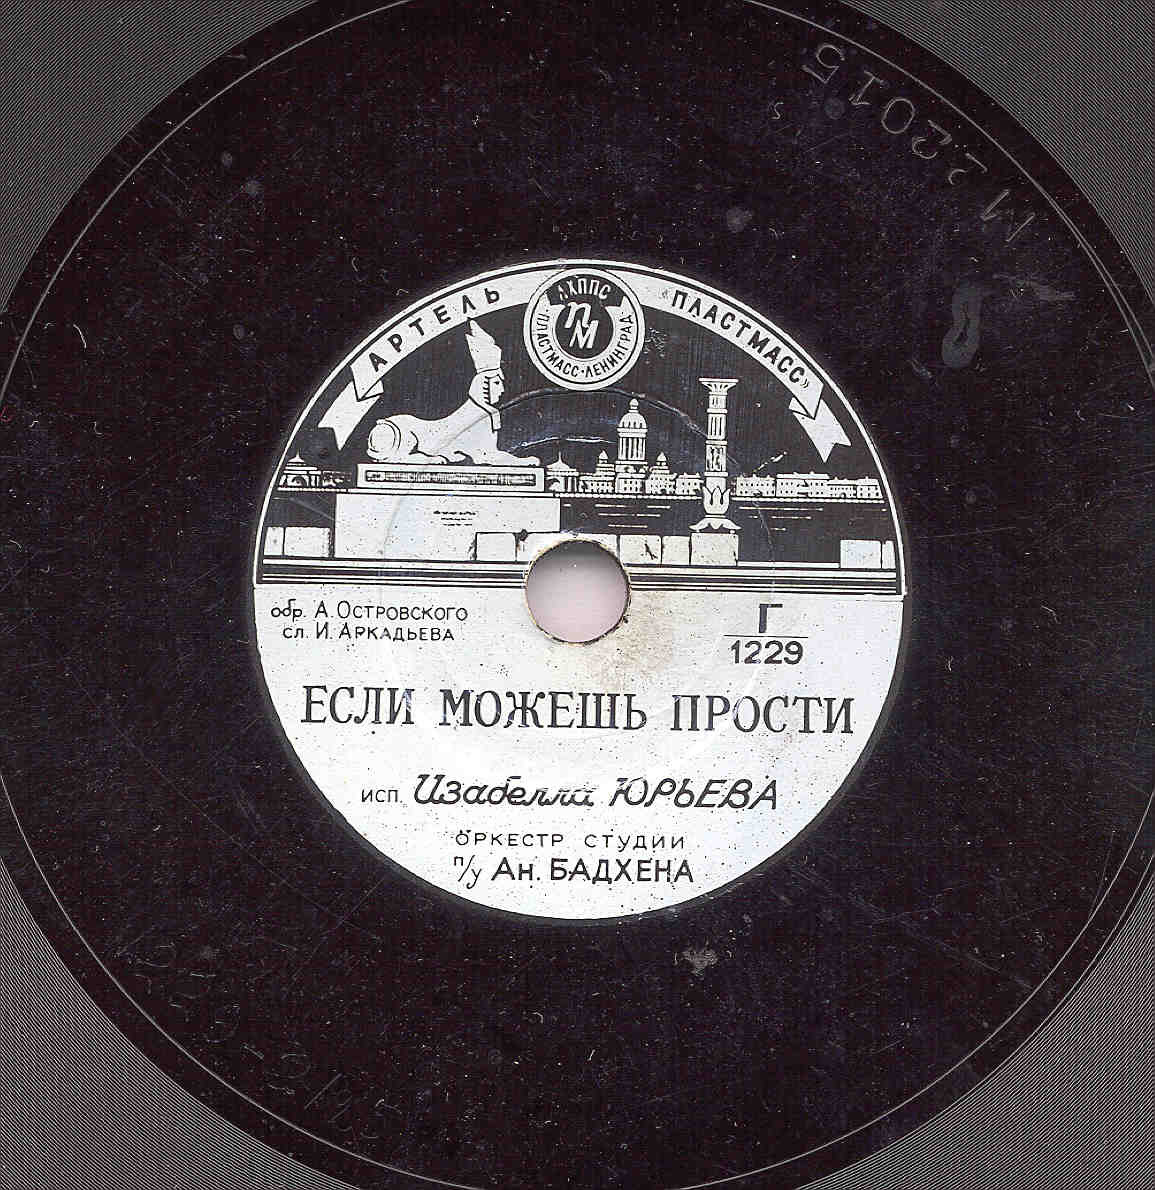 АРТЕЛЬ «ПЛАСТМАСС»
ЛХППС
ПМ
ПЛАСТМАСС·ЛЕНИНГРАД
обр. А. ОСТРОВСКОГО
сл. И. АРКАДЬЕВА
Г
1229
ЕСЛИ МОЖЕШЬ ПРОСТИ
исп. Изабелла ЮРЬЕВА
ОРКЕСТР СТУДИИ
п/у Ан. БАДХЕНА
22015